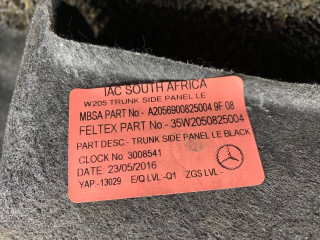 IAC SOUTH AFRICA
W205 TRUNK SIDE PANEL LE
MBSA PART No:- A2056900825004 9F 08
FELTEX PART No:- 35W2050825004
PART DESC:- TRUNK SIDE PANEL LE BLACK
CLOCK No: 3008541
DATE: 23/05/2016
YAP:-13029 E/Q LVL -Q1 ZGS LVL -